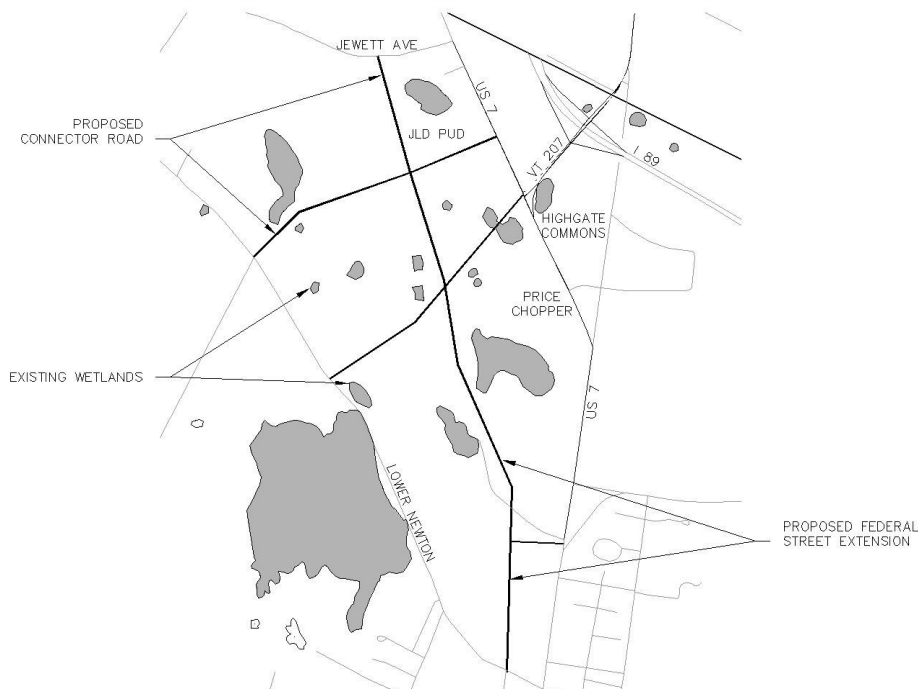 JEWETT AVE
US 7
PROPOSED
CONNECTOR ROAD
JLD PUD
VT 207
I 89
HIGHGATE
COMMONS
PRICE
CHOPPER
EXISTING WETLANDS
US 7
LOWER NEWTON
PROPOSED FEDERAL
STREET EXTENSION